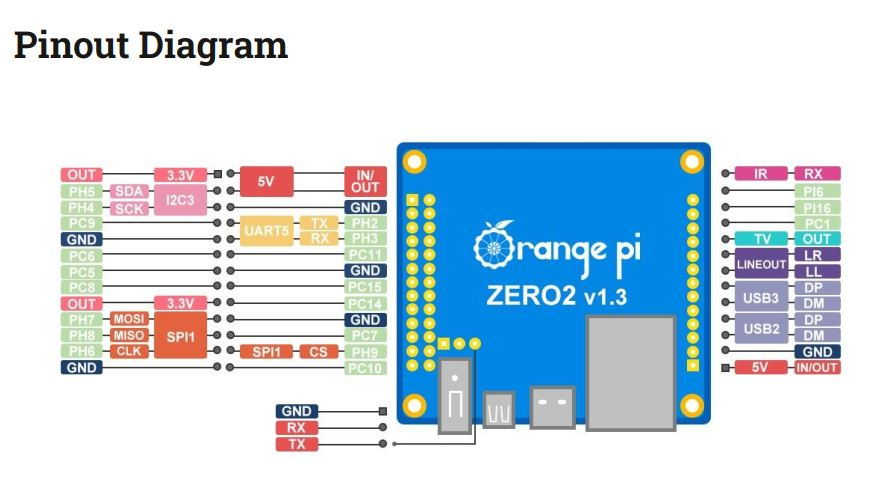 Pinout Diagram
OUT 3.3V 5V IN/OUT
PH5 SDA I2C3
PH4 SCK GND
PC9 UART5 TX PH2
GND RX PH3
PC6 PC11
PC5 GND
PC8 PC15
OUT 3.3V PC14
PH7 MOSI SPI1 GND
PH8 MISO PC7
PH6 CLK SPI1 CS PH9
GND PC10
GND
RX
TX
Orange pi
ZERO2 v1.3
IR RX
PI6
PI16
PC1
TV OUT
LINEOUT LR
LL
USB3 DP
DM
USB2 DP
DM
GND
5V IN/OUT